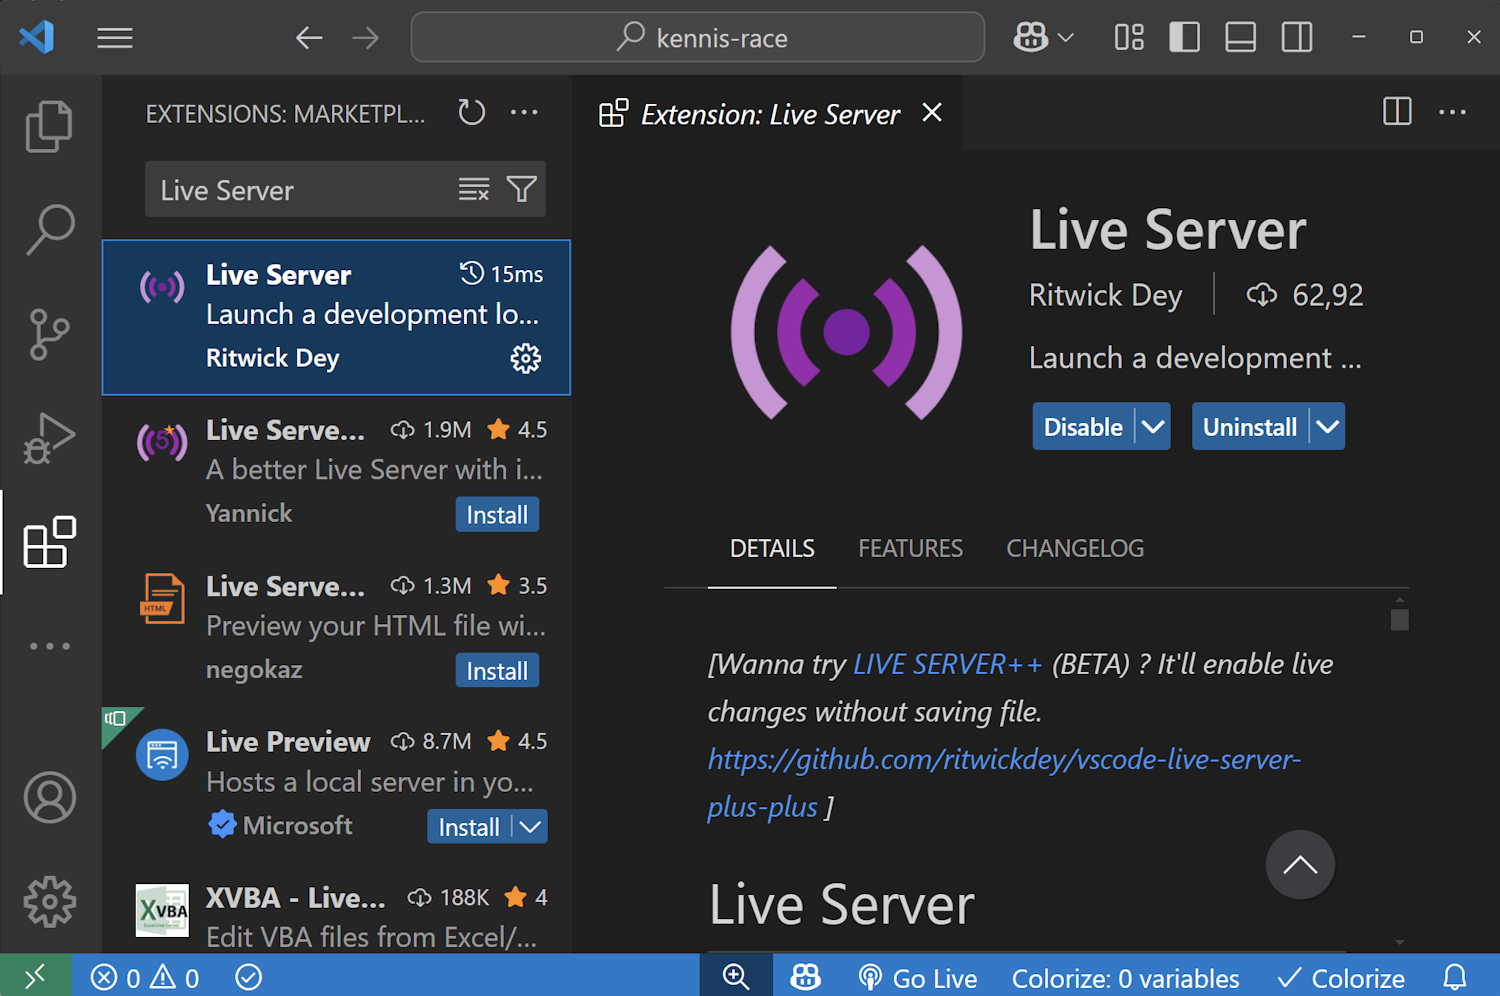 kennis-race
EXTENSIONS: MARKETPL...
Live Server
Live Server 15ms
Launch a development lo...
Ritwick Dey
Live Serve... 1.9M 4.5
A better Live Server with i...
Yannick Install
Live Serve... 1.3M 3.5
Preview your HTML file wi...
negokaz Install
Live Preview 8.7M 4.5
Hosts a local server in yo...
Microsoft Install
XVBA - Live... 188K 4
Edit VBA files from Excel/...
Extension: Live Server
Live Server
Ritwick Dey 62,92
Launch a development ...
Disable Uninstall
DETAILS FEATURES CHANGELOG
[Wanna try LIVE SERVER++ (BETA) ? It'll enable live
changes without saving file.
https://github.com/ritwickdey/vscode-live-server-
plus-plus ]
Live Server
0 0 Go Live Colorize: 0 variables Colorize